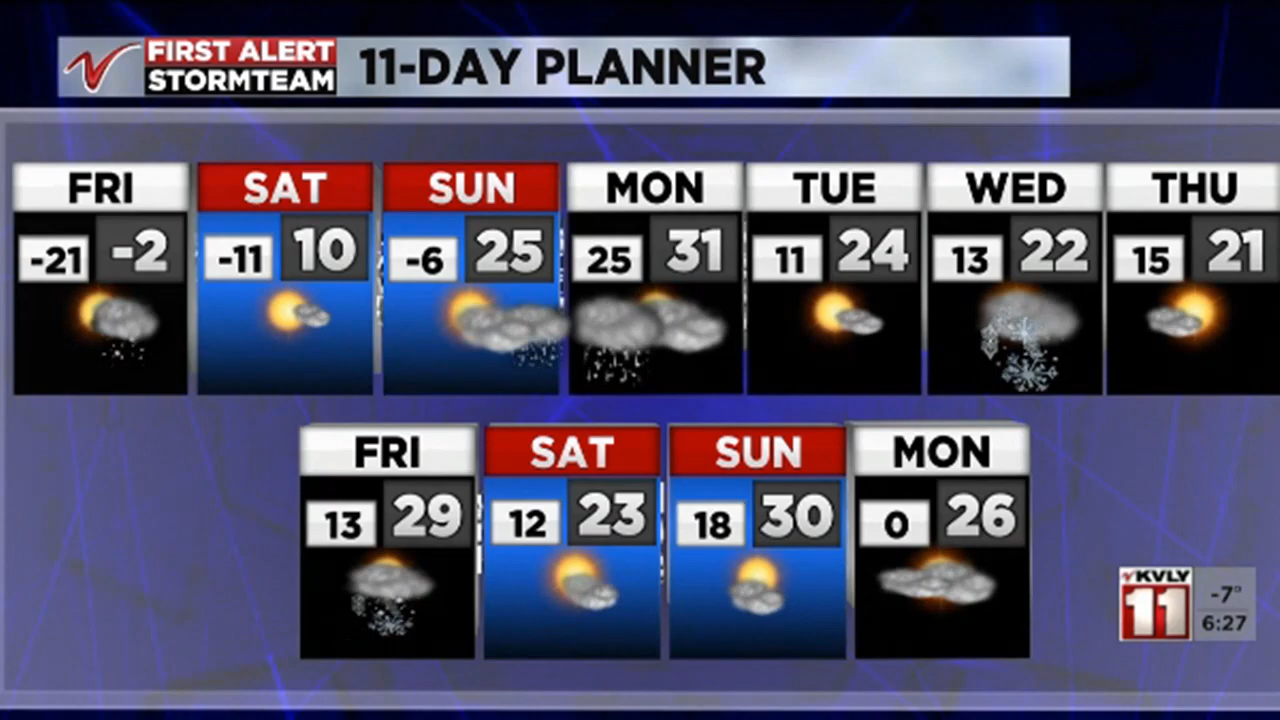 FIRST ALERT
STORMTEAM
11-DAY PLANNER
FRI SAT SUN MON TUE WED THU
-21 -2 -11 10 -6 25 25 31 11 24 13 22 15 21
FRI SAT SUN MON
13 29 12 23 18 30 0 26
KVLY
11
-7°
6:27